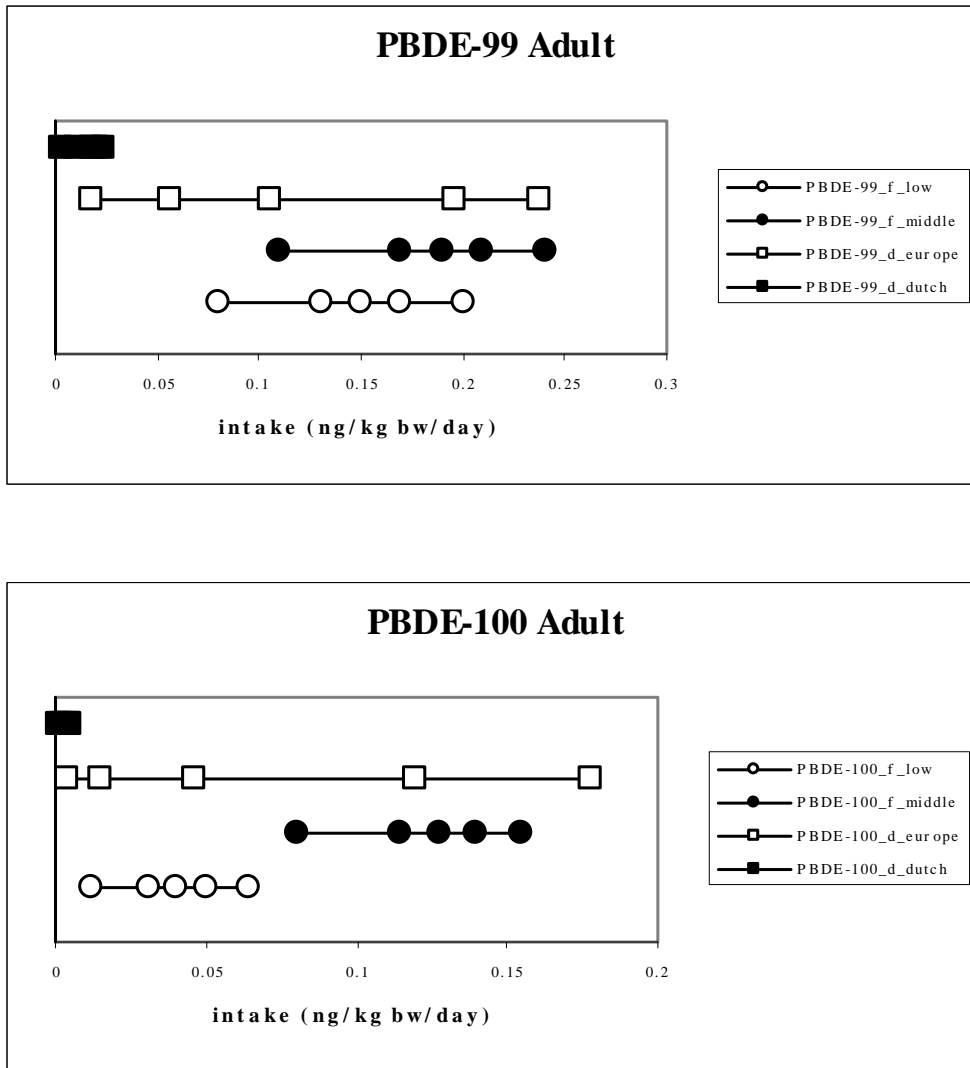 PBDE-99 Adult
PBDE-99_f_low
PBDE-99_f_middle
PBDE-99_d_europe
PBDE-99_d_dutch
0 0.05 0.1 0.15 0.2 0.25 0.3
intake (ng/kg bw/day)
PBDE-100 Adult
PBDE-100_f_low
PBDE-100_f_middle
PBDE-100_d_europe
PBDE-100_d_dutch
0 0.05 0.1 0.15 0.2
intake (ng/kg bw/day)